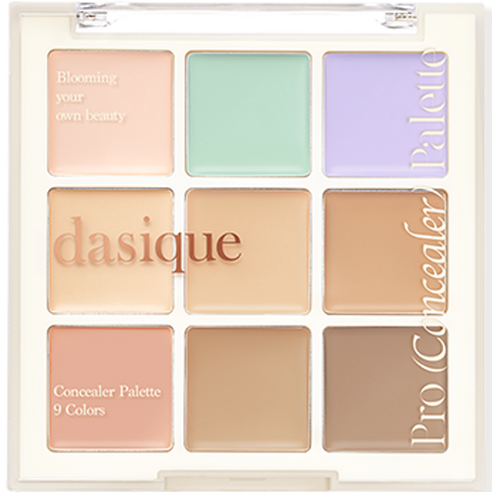 Blooming
your
own beauty
dasique
Concealer Palette
9 Colors
Pro (Concealer) Palette